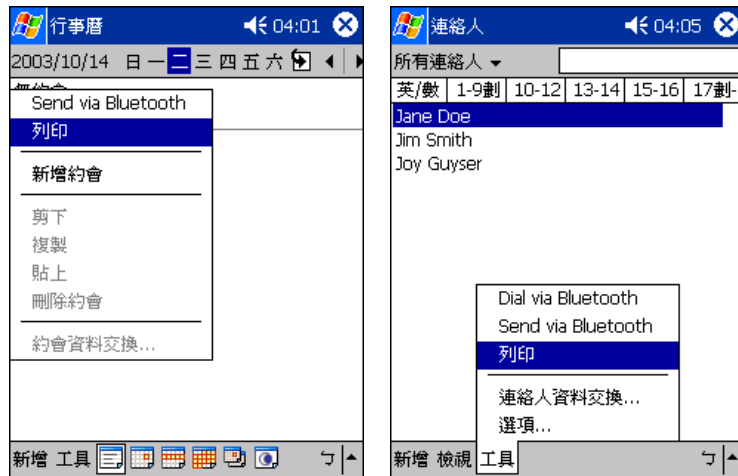 行事曆 04:01
2003/10/14 日 一 二 三 四 五 六
Send via Bluetooth
列印
新增約會
剪下
複製
貼上
刪除約會
約會資料交換...
新增 工具 ㄅ
連絡人 04:05
所有連絡人
英/數 1-9劃 10-12 13-14 15-16 17劃-
Jane Doe
Jim Smith
Joy Guyser
Dial via Bluetooth
Send via Bluetooth
列印
連絡人資料交換...
選項...
新增 檢視 工具 ㄅ